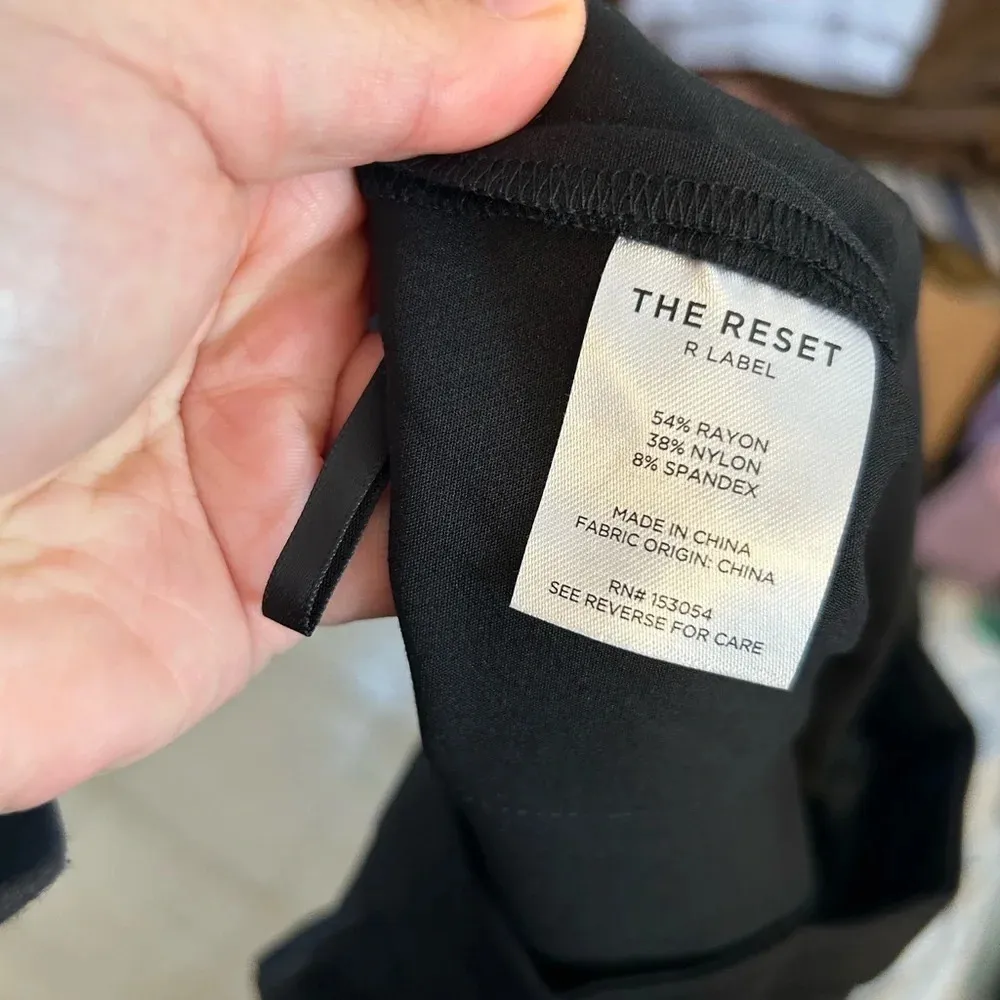 THE RESET
R LABEL
54% RAYON
38% NYLON
8% SPANDEX
MADE IN CHINA
FABRIC ORIGIN: CHINA
RN# 153054
SEE REVERSE FOR CARE